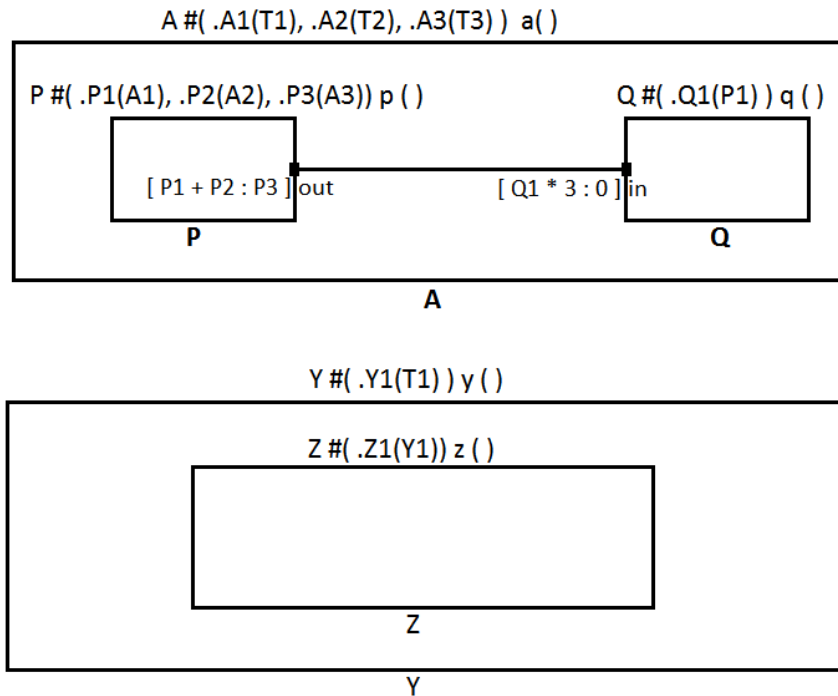 A #( .A1(T1), .A2(T2), .A3(T3) ) a( )
P #( .P1(A1), .P2(A2), .P3(A3)) p ( )
Q #( .Q1(P1) ) q ( )
[ P1 + P2 : P3 ] out
[ Q1 * 3 : 0 ] in
P
Q
A
Y #( .Y1(T1) ) y ( )
Z #( .Z1(Y1)) z ( )
Z
Y